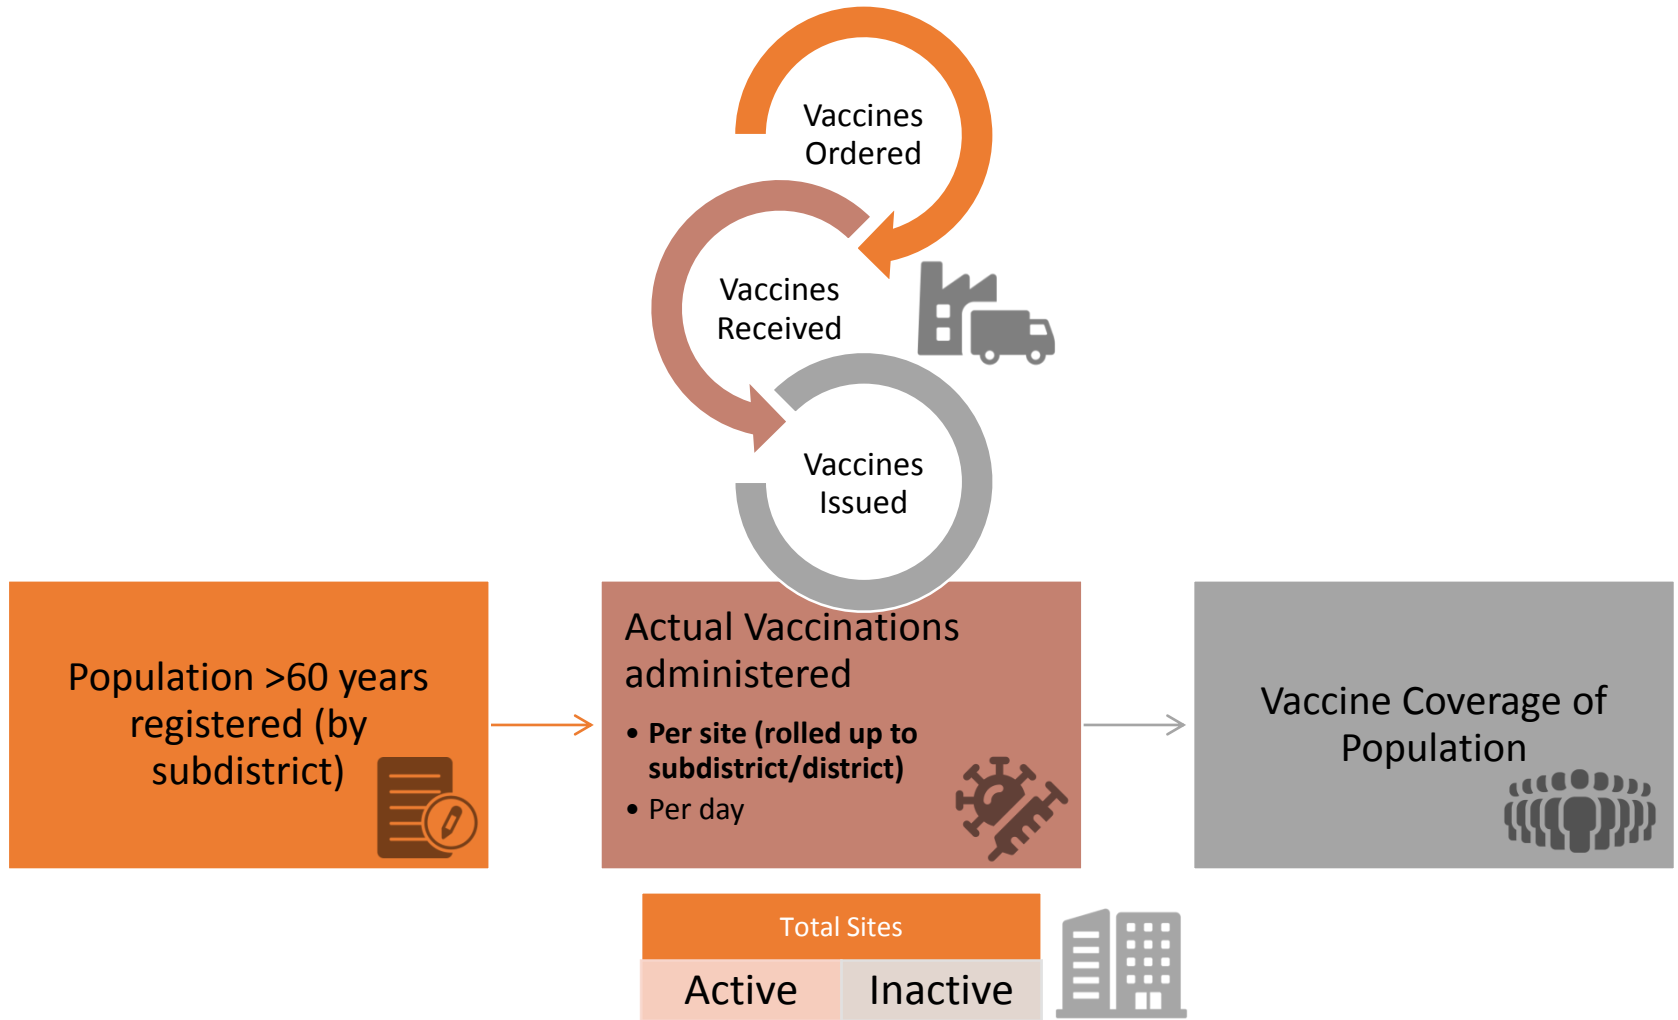 Vaccines
Ordered
Vaccines
Received
Vaccines
Issued
Population >60 years
registered (by
subdistrict)
Actual Vaccinations
administered
• Per site (rolled up to
subdistrict/district)
• Per day
Vaccine Coverage of
Population
Total Sites
Active
Inactive